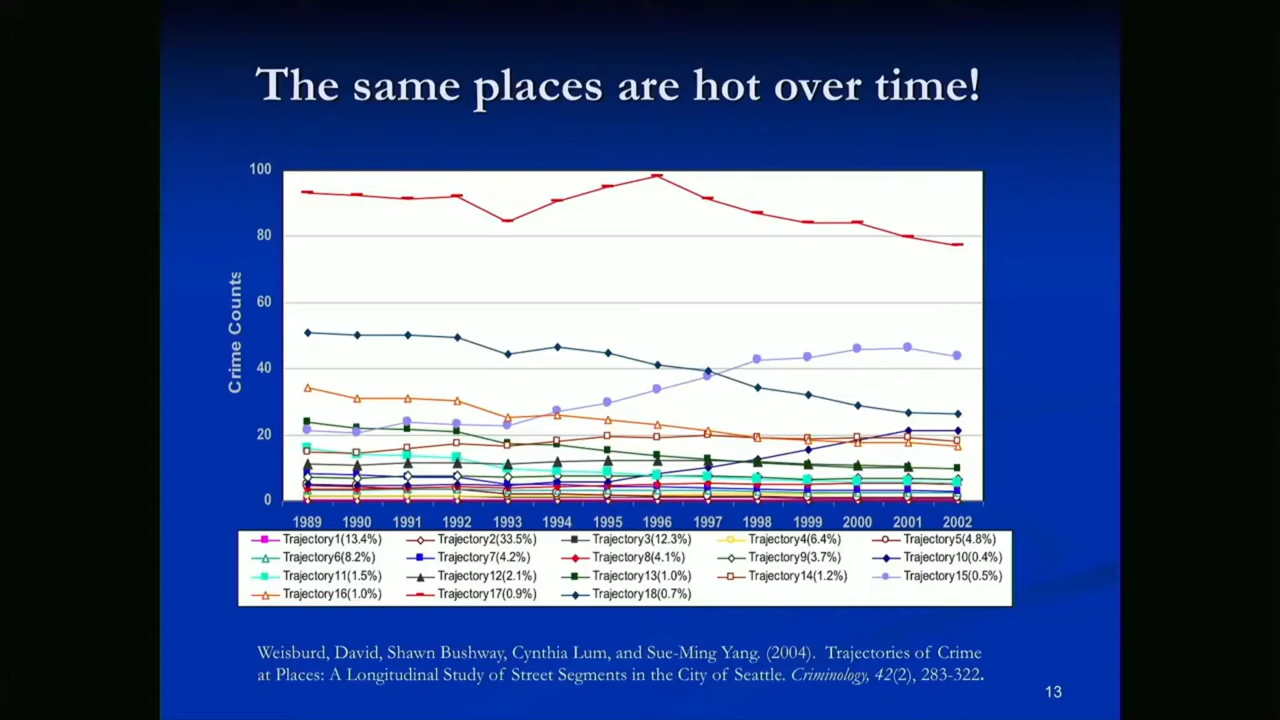 The same places are hot over time!
100
80
60
40
20
0
Crime Counts
1989 1990 1991 1992 1993 1994 1995 1996 1997 1998 1999 2000 2001 2002
Trajectory1(13.4%) Trajectory2(33.5%) Trajectory3(12.3%) Trajectory4(6.4%) Trajectory5(4.8%)
Trajectory6(8.2%) Trajectory7(4.2%) Trajectory8(4.1%) Trajectory9(3.7%) Trajectory10(0.4%)
Trajectory11(1.5%) Trajectory12(2.1%) Trajectory13(1.0%) Trajectory14(1.2%) Trajectory15(0.5%)
Trajectory16(1.0%) Trajectory17(0.9%) Trajectory18(0.7%)
Weisburd, David, Shawn Bushway, Cynthia Lum, and Sue-Ming Yang. (2004). Trajectories of Crime
at Places: A Longitudinal Study of Street Segments in the City of Seattle. Criminology, 42(2), 283-322.
13